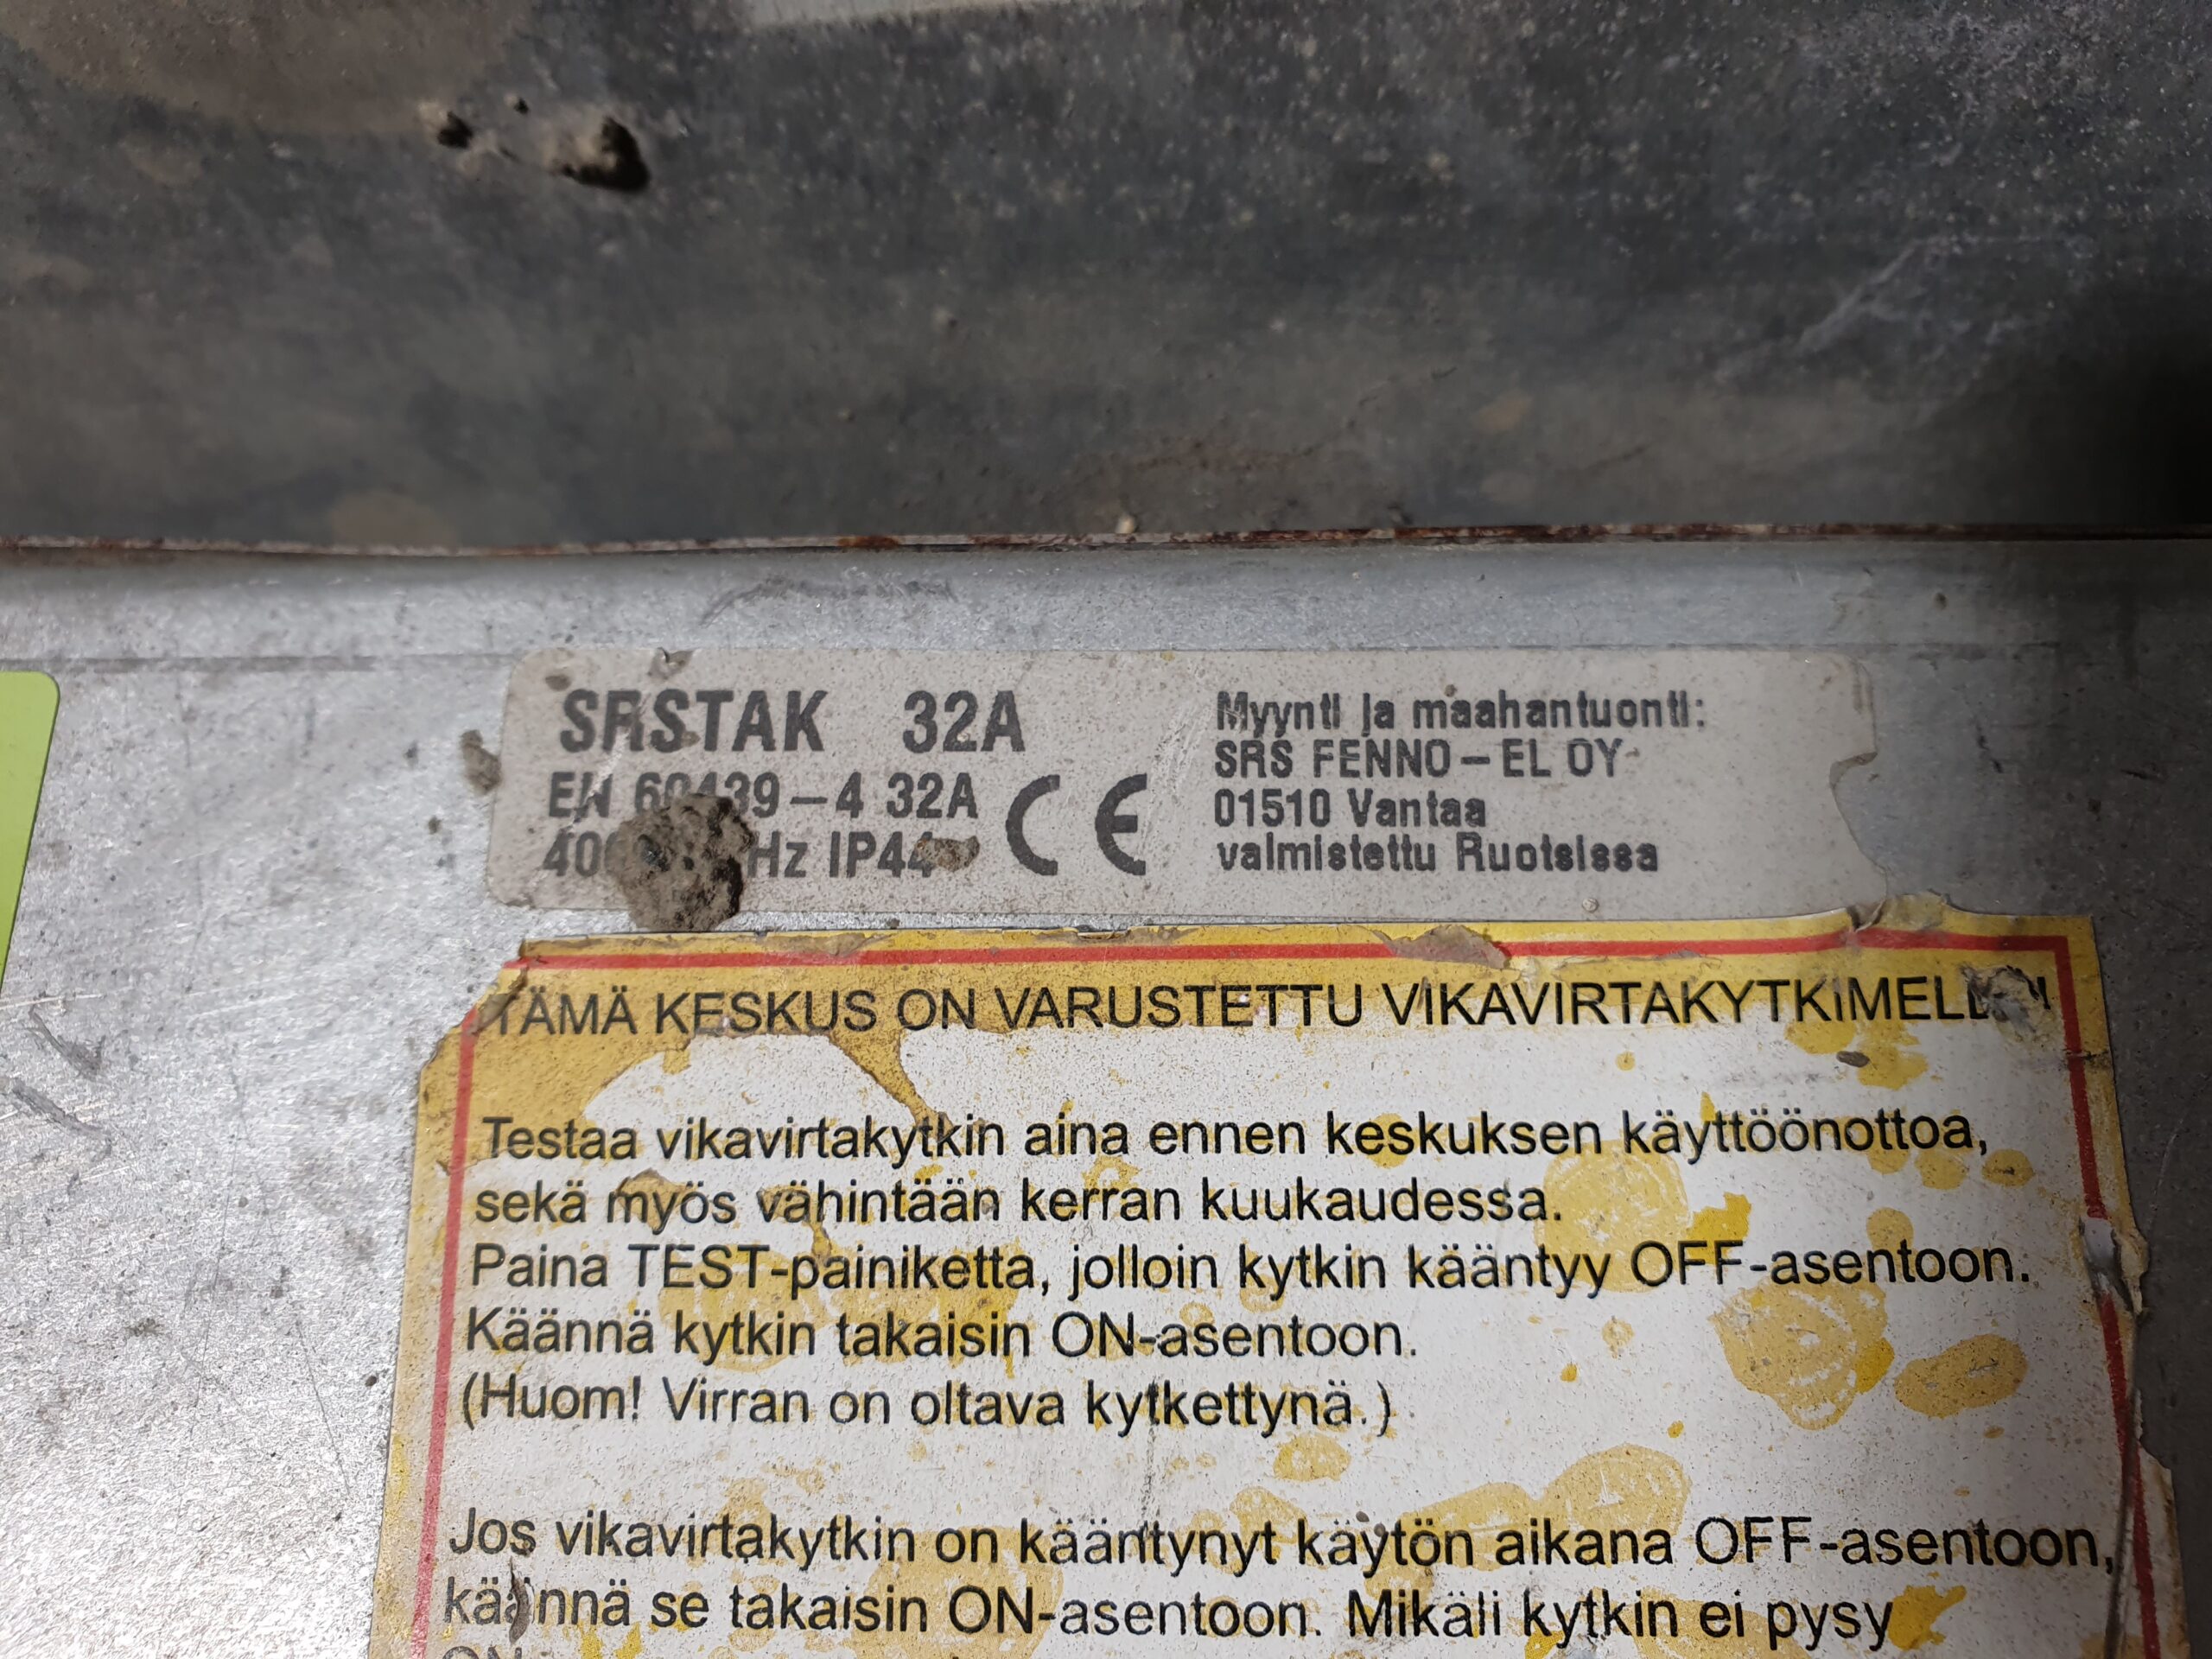 SRSTAK 32A
EN 60439-4 32A
Hz IP44
CE
Myynti ja maahantuonti:
SRS FENNO-EL OY
01510 Vantaa
valmistettu Ruotsissa
TÄMÄ KESKUS ON VARUSTETTU
Testaa vikavirtakytkin aina ennen keskuksen käyttöönottoa,
sekä myös vähintään kerran kuukaudessa.
Paina TEST-painiketta, jolloin kytkin kääntyy OFF-asentoon.
Käännä kytkin takaisin ON-asentoon.
(Huom! Virran on oltava kytkettynä.)
Jos vikavirtakytkin on kääntynyt käytön aikana OFF-asentoon,
käännä se takaisin ON-asentoon. Mikäli kytkin ei pysy